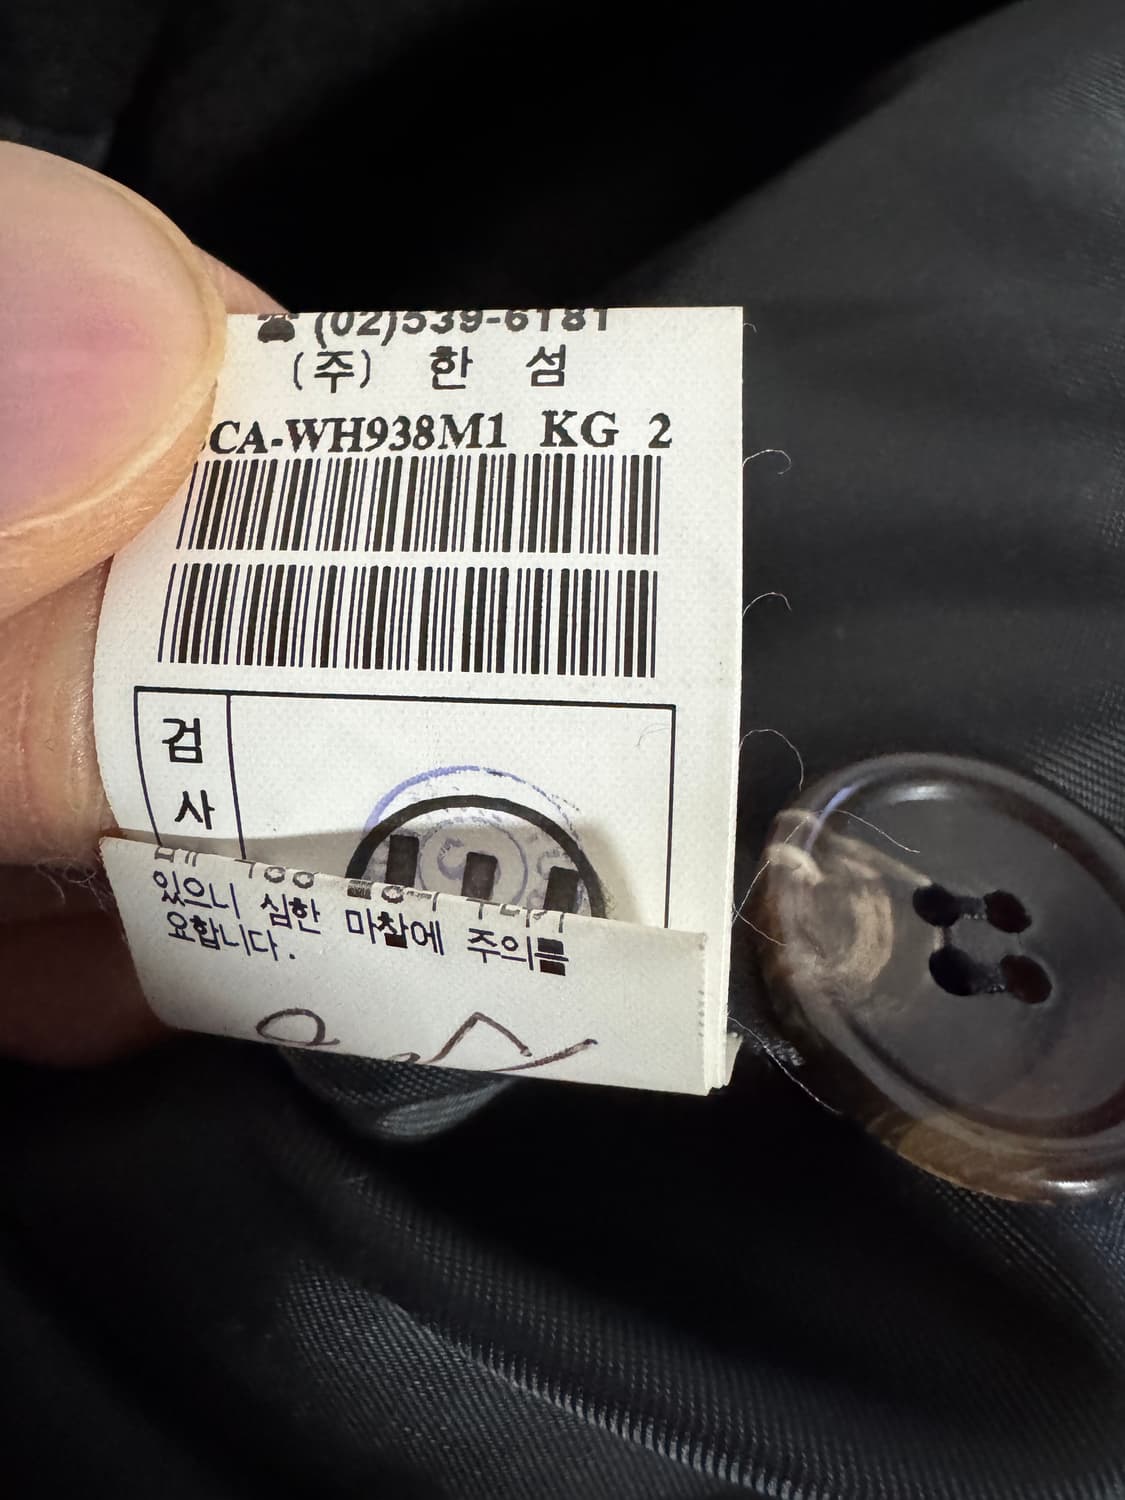 ☎ (02)539-6181
(주) 한 섬
CA-WH938M1 KG 2
검
사
있으니 심한 마찰에 주의를
요합니다.